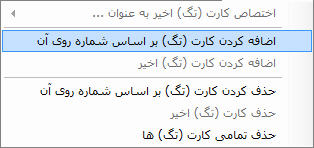 اختصاص کارت (تگ) اخیر به عنوان ...
اضافه کردن کارت (تگ) بر اساس شماره روی آن
اضافه کردن کارت (تگ) اخیر
حذف کردن کارت (تگ) بر اساس شماره روی آن
حذف کارت (تگ) اخیر
حذف تمامی کارت (تگ) ها